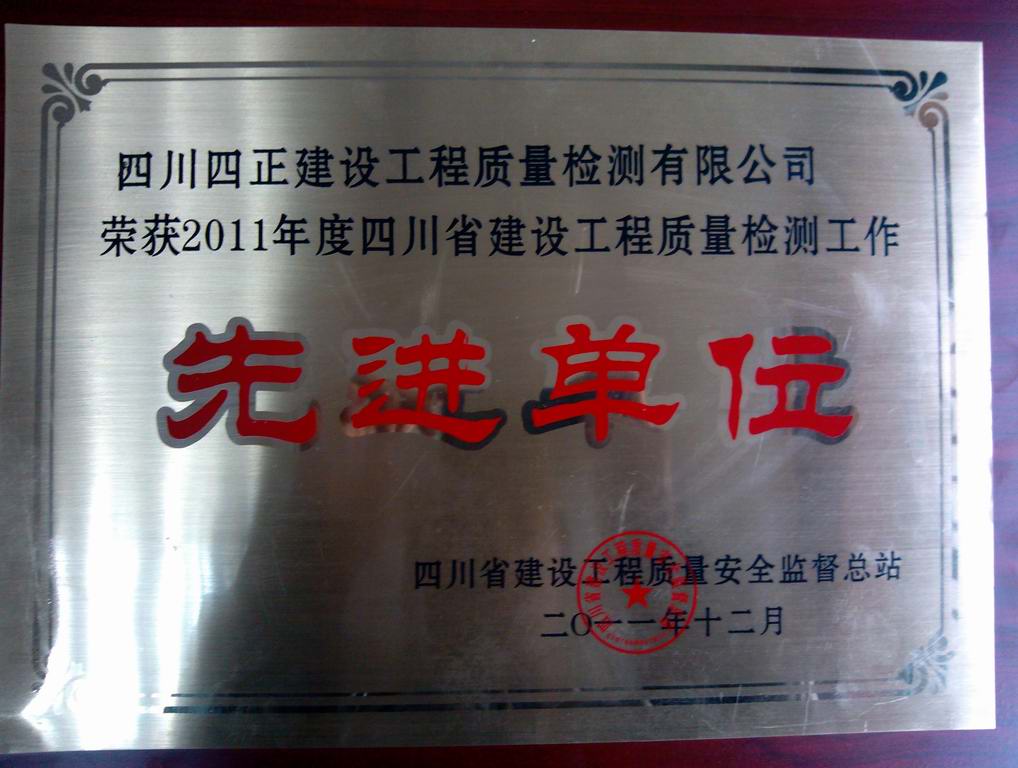 四川四正建设工程质量检测有限公司
荣获2011年度四川省建设工程质量检测工作
先进单位
四川省建设工程质量安全监督总站
二〇一一年十二月